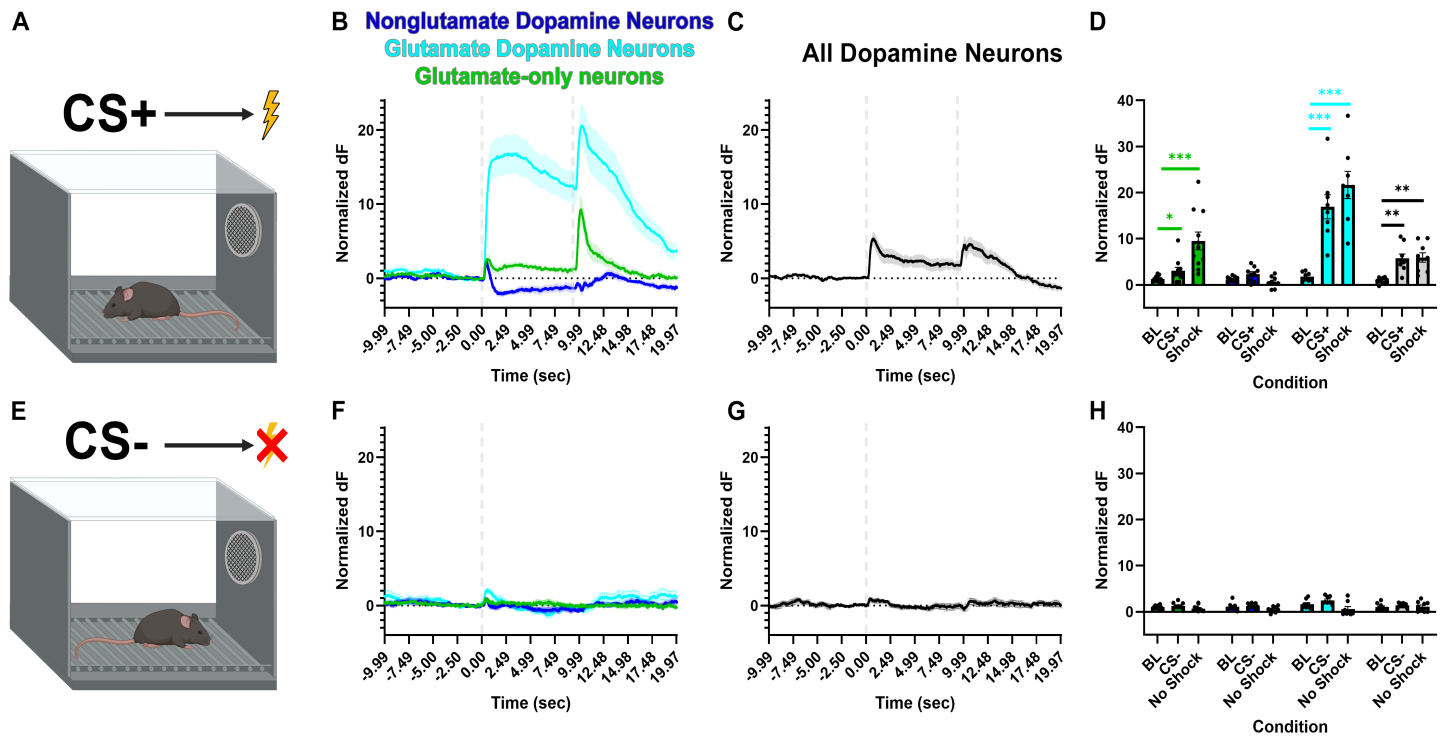 A
CS+
B
Nonglutamate Dopamine Neurons
Glutamate Dopamine Neurons
Glutamate-only neurons
Normalized dF
20
10
0
-9.99
-7.49
-5.00
-2.50
0.00
2.49
4.99
7.49
9.99
12.48
14.98
17.48
19.97
Time (sec)
C
All Dopamine Neurons
Normalized dF
20
10
0
-9.99
-7.49
-5.00
-2.50
0.00
2.49
4.99
7.49
9.99
12.48
14.98
17.48
19.97
Time (sec)
D
Normalized dF
40
30
20
10
0
*
***
***
***
**
**
BL
CS+
Shock
BL
CS+
Shock
BL
CS+
Shock
BL
CS+
Shock
Condition
E
CS-
F
Normalized dF
20
10
0
-9.99
-7.49
-5.00
-2.50
0.00
2.49
4.99
7.49
9.99
12.48
14.98
17.48
19.97
Time (sec)
G
Normalized dF
20
10
0
-9.99
-7.49
-5.00
-2.50
0.00
2.49
4.99
7.49
9.99
12.48
14.98
17.48
19.97
Time (sec)
H
Normalized dF
40
30
20
10
0
BL
CS-
No Shock
BL
CS-
No Shock
BL
CS-
No Shock
BL
CS-
No Shock
Condition